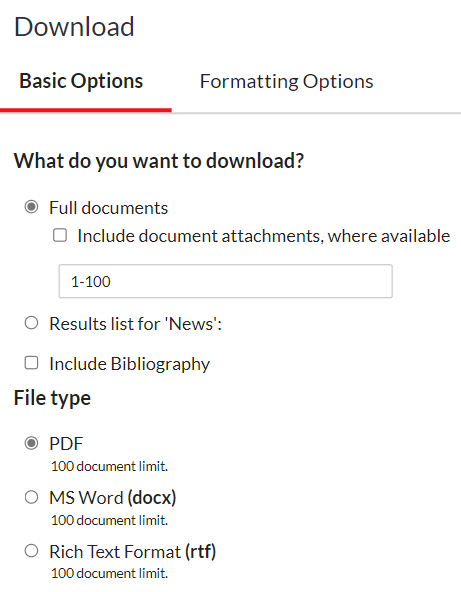 Download
Basic Options Formatting Options
What do you want to download?
Full documents
Include document attachments, where available
1-100
Results list for 'News':
Include Bibliography
File type
PDF
100 document limit.
MS Word (docx)
100 document limit.
Rich Text Format (rtf)
100 document limit.